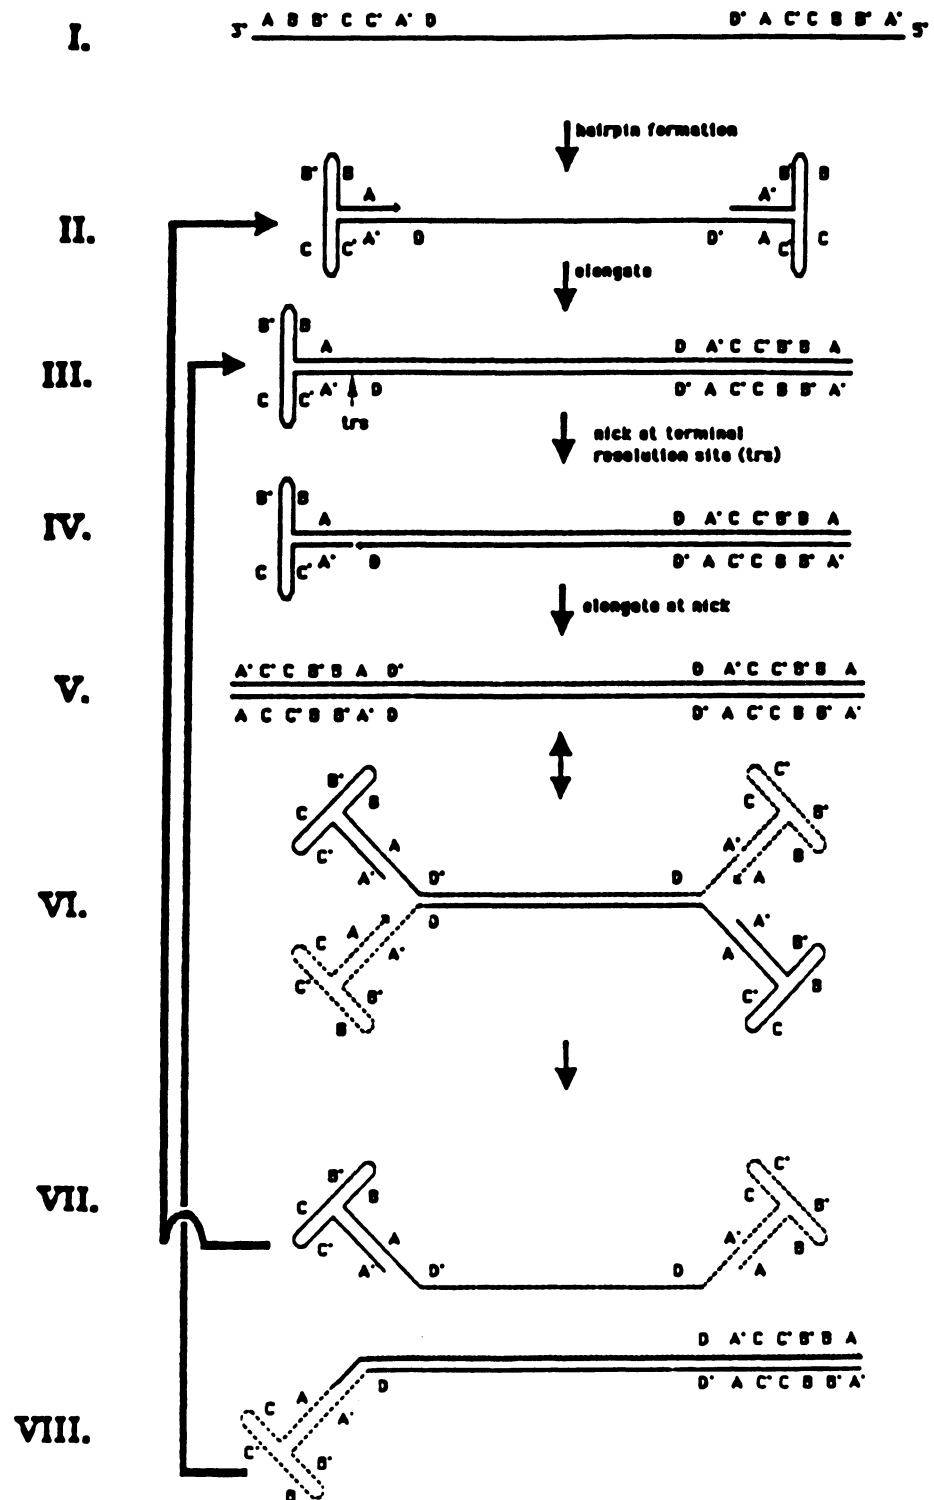 I.
3' A B B' C C' A' D D' A C' C B B' A' 5'
hairpin formation
II.
B' B A A' B' B
C C' A' D D' A C' C
elongate
III.
B' B A D A' C C' B' B A
C C' A' D D' A C' C B B' A'
trs
nick at terminal
resolution site (trs)
IV.
B' B A D A' C C' B' B A
C C' A' D D' A C' C B B' A'
elongate at nick
V.
A' C' C B' B A D' D A' C C' B' B A
A C C' B B' A' D D' A C' C B B' A'
VI.
B' C'
C B C B'
C' A A' B
A' D' D A
A D A'
C A' A B'
C' B' C' B
B C
VII.
B' C'
C B C B'
C' A A' B
A' D' D A
VIII.
D A' C C' B' B A
A D D' A C' C B B' A'
C A'
C' B'
B